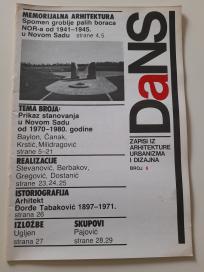 MEMORIJALNA ARHITEKTURA
Spomen groblje palih boraca
NOR-a od 1941—1945.
u Novom Sadu strane 4,5
TEMA BROJA:
Prikaz stanovanja
u Novom Sadu
od 1970—1980. godine
Baylon, Čanak,
Krstić, Milidragović
strane 5—21
REALIZACIJE
Stevanović, Berbakov,
Gregović, Dostanić
strane 23,24,25
ISTORIOGRAFIJA
Arhitekt
Đorđe Tabaković 1897—1971.
strana 26
IZLOŽBE
Ugljen
strana 27
SKUPOVI
Pajović
strane 28,29
DaNS
ZAPISI IZ
ARHITEKTURE
URBANIZMA
I DIZAJNA
BROJ